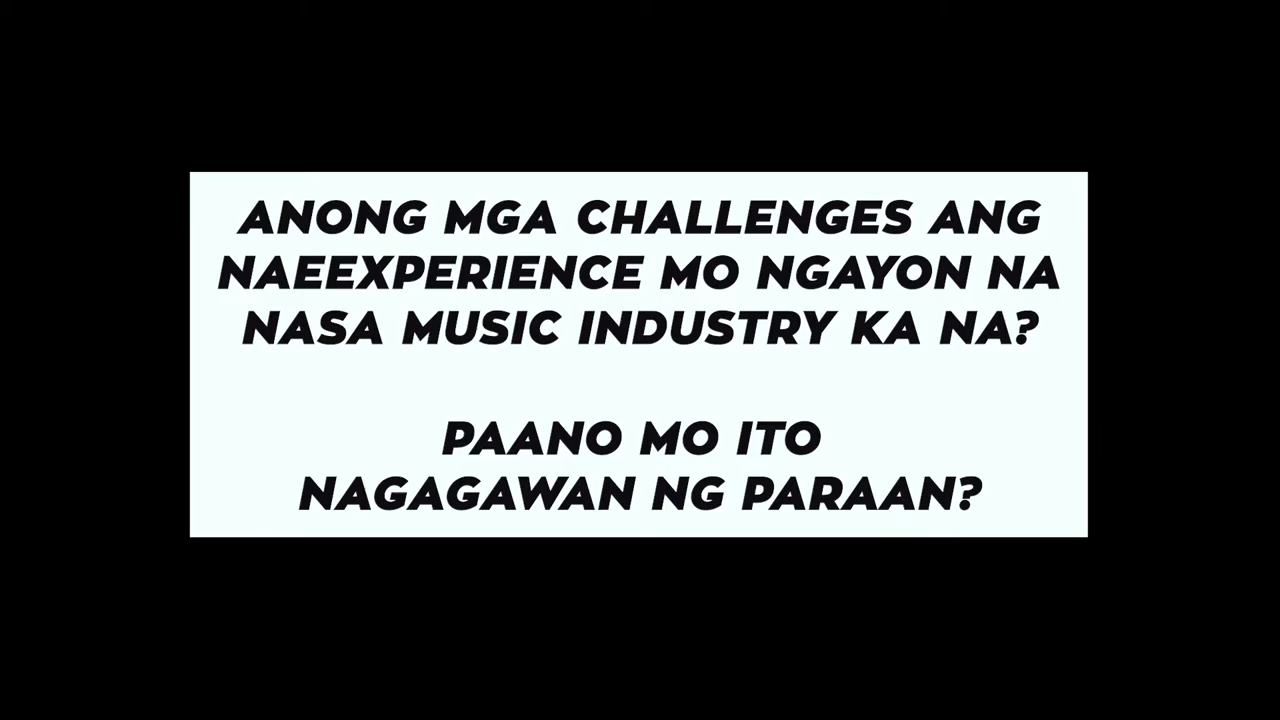 ANONG MGA CHALLENGES ANG
NAEEXPERIENCE MO NGAYON NA
NASA MUSIC INDUSTRY KA NA?
PAANO MO ITO
NAGAGAWAN NG PARAAN?